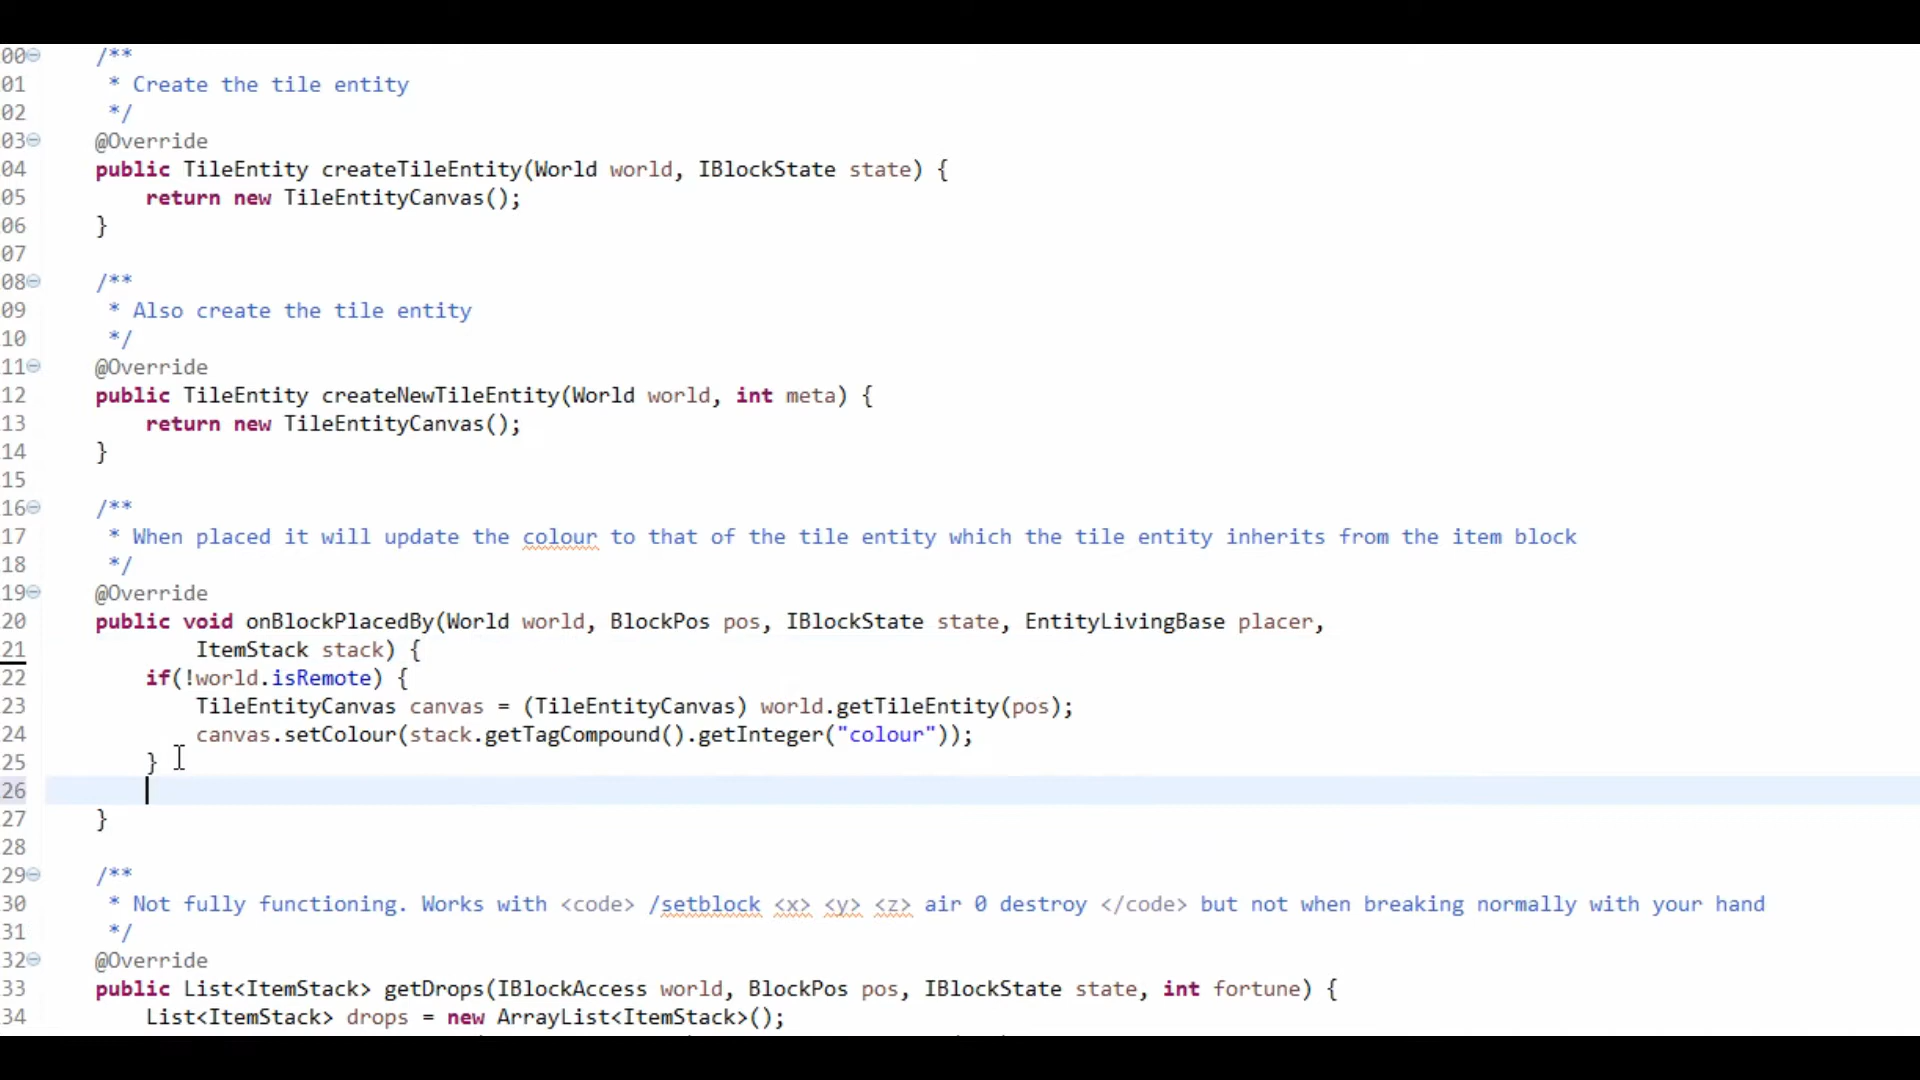 00 /**
01 * Create the tile entity
02 */
03 @Override
04 public TileEntity createTileEntity(World world, IBlockState state) {
05 return new TileEntityCanvas();
06 }
07
08 /**
09 * Also create the tile entity
10 */
11 @Override
12 public TileEntity createNewTileEntity(World world, int meta) {
13 return new TileEntityCanvas();
14 }
15
16 /**
17 * When placed it will update the colour to that of the tile entity which the tile entity inherits from the item block
18 */
19 @Override
20 public void onBlockPlacedBy(World world, BlockPos pos, IBlockState state, EntityLivingBase placer,
21 ItemStack stack) {
22 if(!world.isRemote) {
23 TileEntityCanvas canvas = (TileEntityCanvas) world.getTileEntity(pos);
24 canvas.setColour(stack.getTagCompound().getInteger("colour"));
25 }
26
27 }
28
29 /**
30 * Not fully functioning. Works with <code> /setblock <x> <y> <z> air 0 destroy </code> but not when breaking normally with your hand
31 */
32 @Override
33 public List<ItemStack> getDrops(IBlockAccess world, BlockPos pos, IBlockState state, int fortune) {
34 List<ItemStack> drops = new ArrayList<ItemStack>();